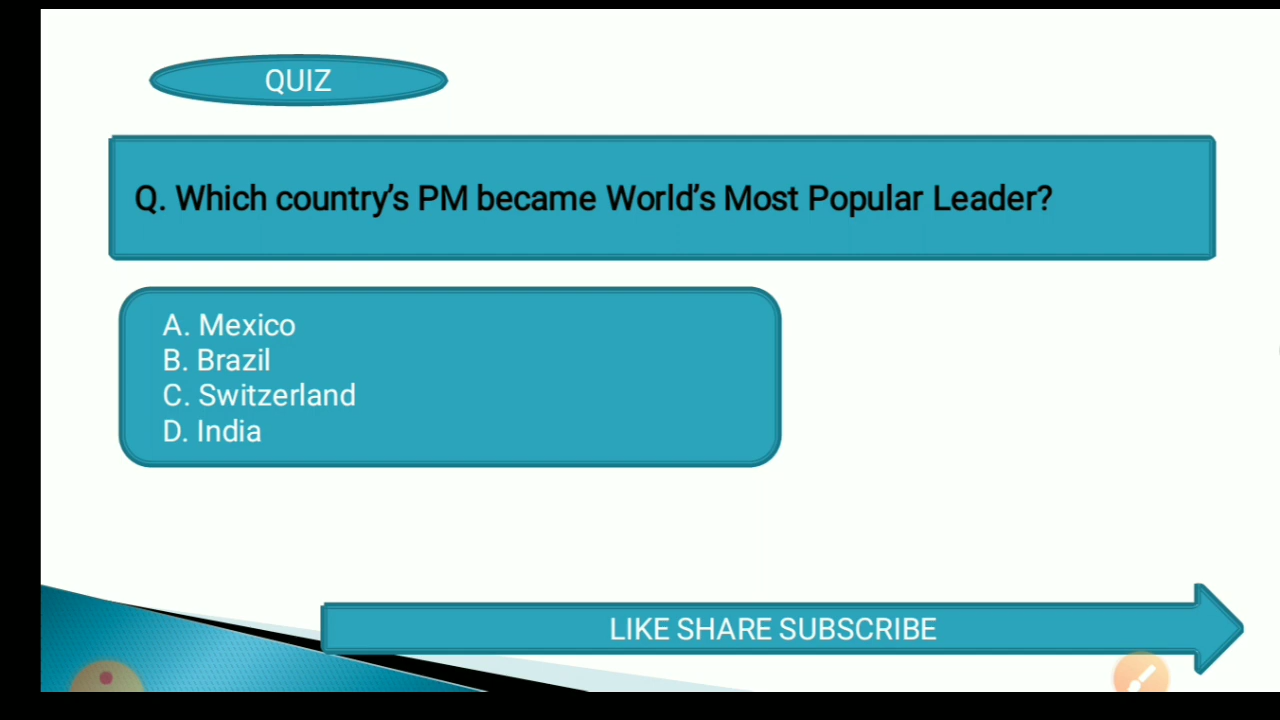 QUIZ
Q. Which country’s PM became World’s Most Popular Leader?
A. Mexico
B. Brazil
C. Switzerland
D. India
LIKE SHARE SUBSCRIBE